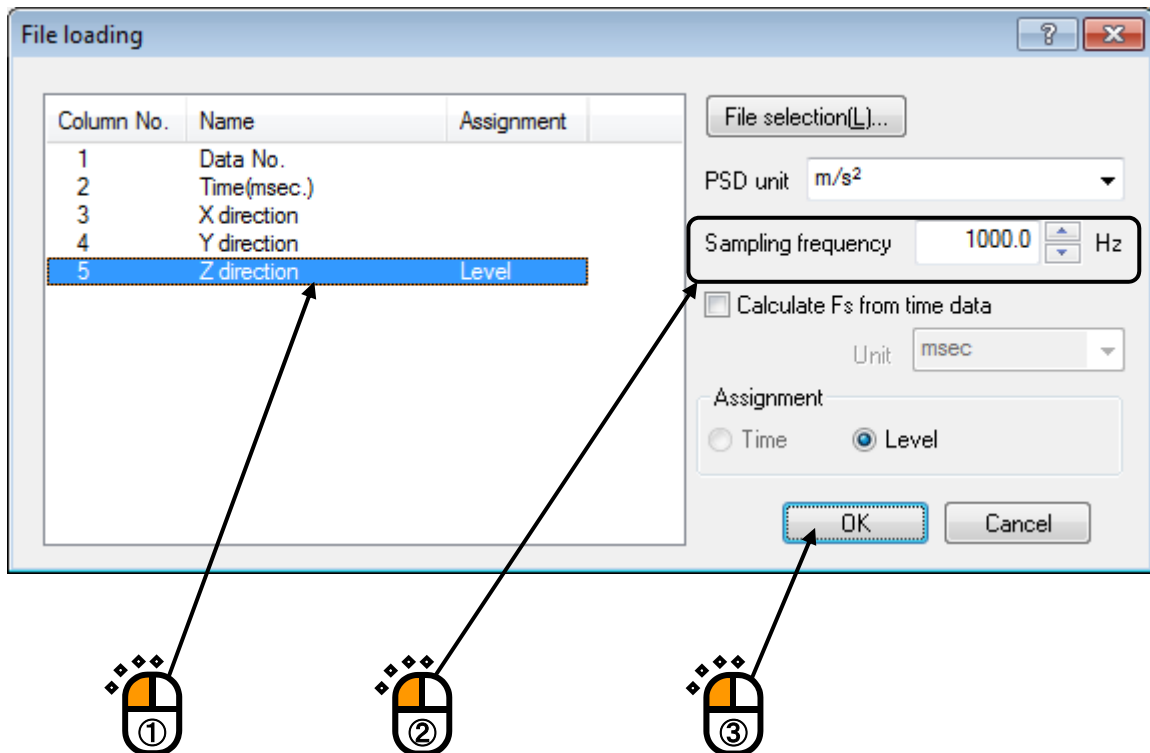 File loading
Column No. Name Assignment
1 Data No.
2 Time(msec.)
3 X direction
4 Y direction
5 Z direction Level
File selection(L)...
PSD unit m/s²
Sampling frequency 1000.0 Hz
Calculate Fs from time data
Unit msec
Assignment
Time Level
OK Cancel
① ② ③